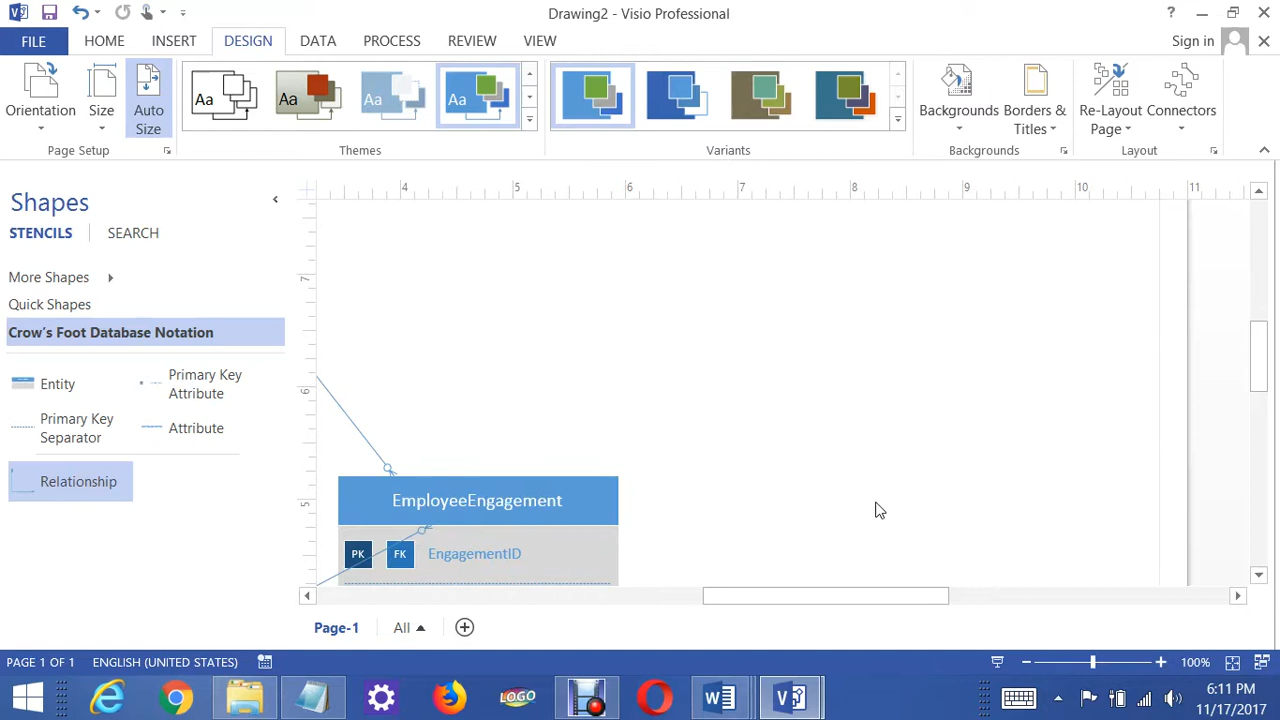 Drawing2 - Visio Professional
?
FILE HOME INSERT DESIGN DATA PROCESS REVIEW VIEW Sign in
Orientation Size Auto Size
Aa Aa Aa Aa
Backgrounds Borders & Titles Re-Layout Page Connectors
Page Setup Themes Variants Backgrounds Layout
Shapes
STENCILS SEARCH
More Shapes
Quick Shapes
Crow's Foot Database Notation
Entity Primary Key Attribute
Primary Key Separator Attribute
Relationship
4 5 6 7 8 9 10 11
7
6
5
EmployeeEngagement
PK FK EngagementID
Page-1 All
PAGE 1 OF 1 ENGLISH (UNITED STATES) 100%
LOGO
6:11 PM
11/17/2017